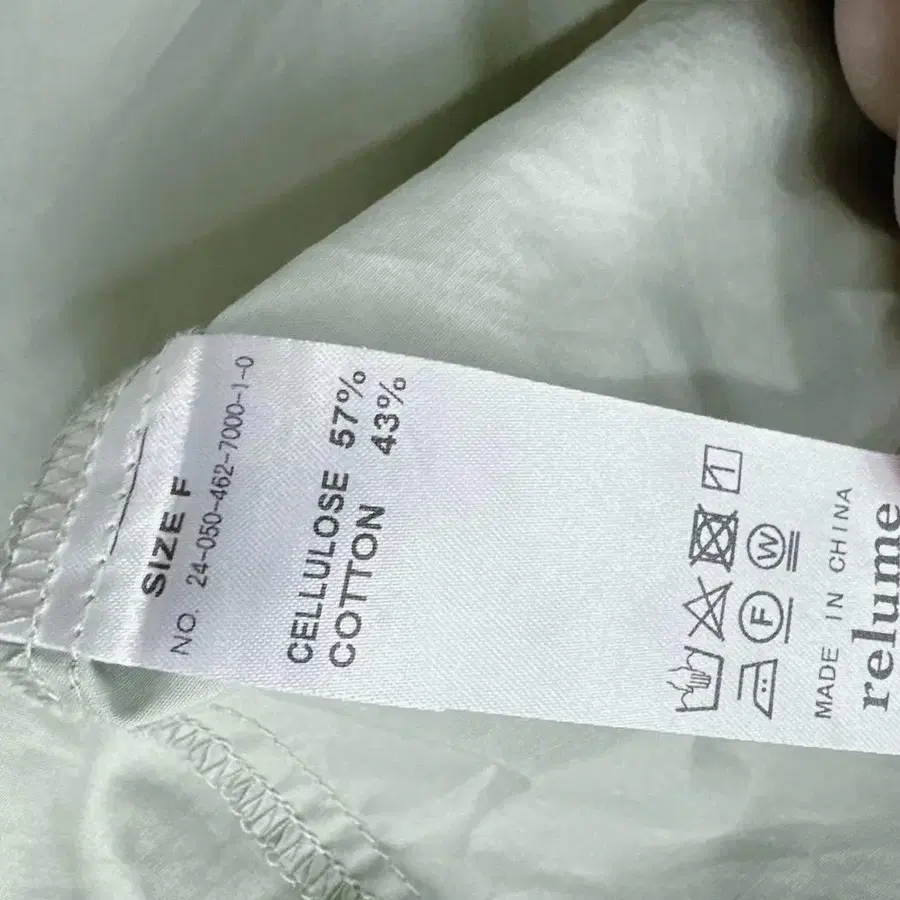 SIZE F
NO. 24-050-462-7000-1-0
CELLULOSE 57%
COTTON 43%
F W
MADE IN CHINA
relume